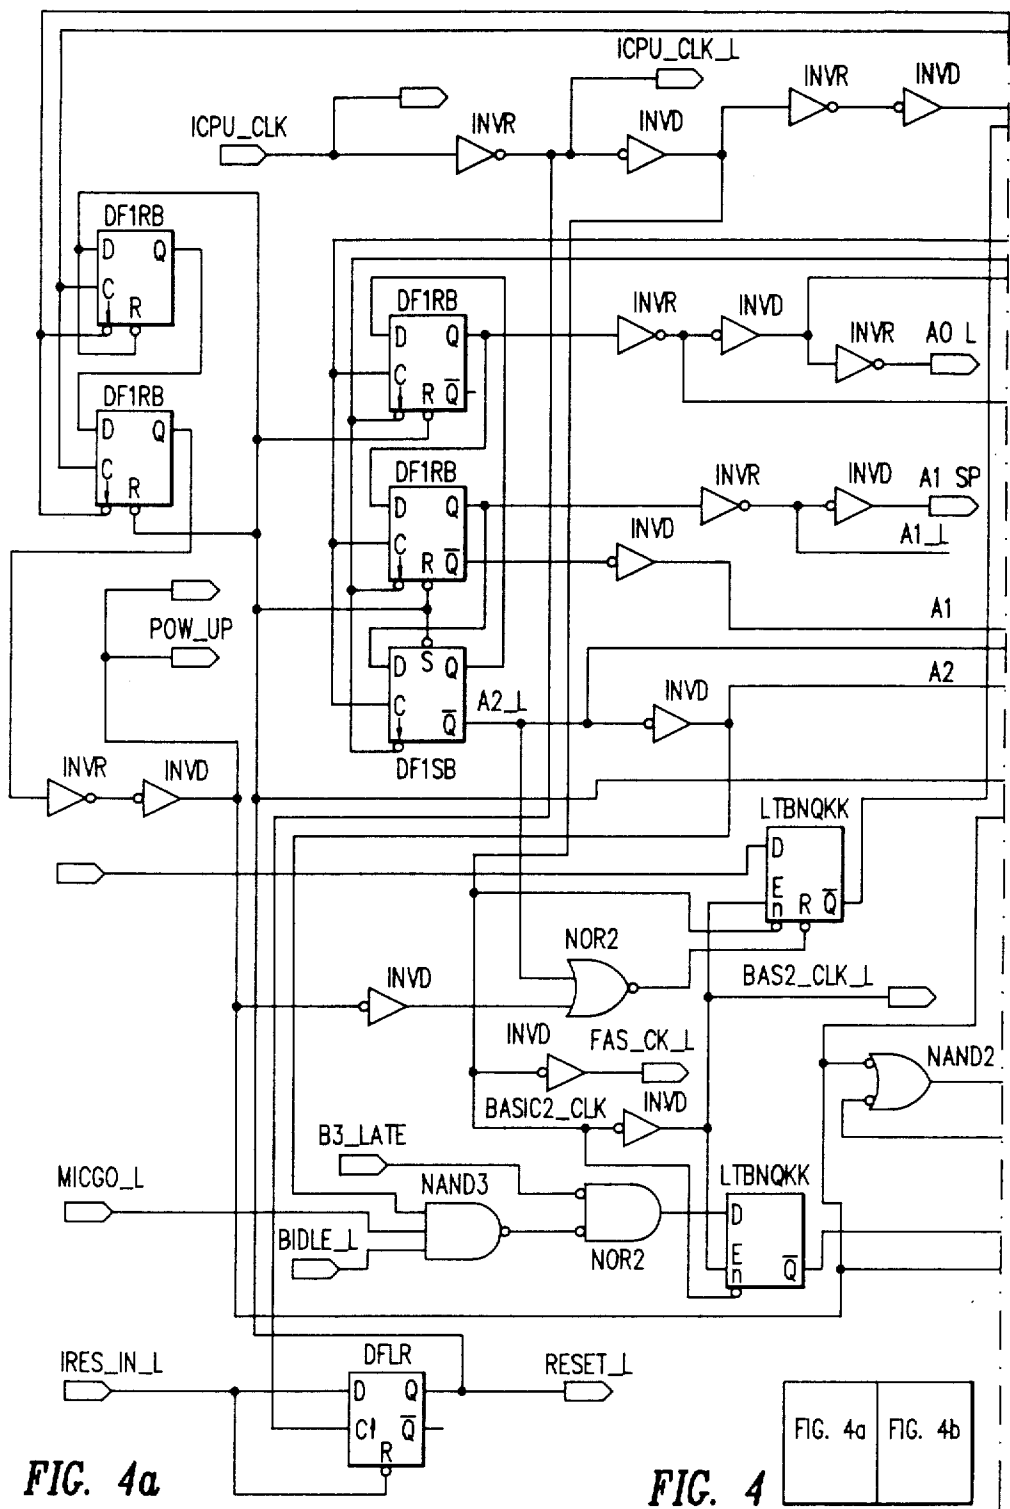 ICPU_CLK_L
INVR
INVD
ICPU_CLK
INVR
INVD
DF1RB
D
Q
C
R
DF1RB
D
Q
C
R
DF1RB
D
Q
C
R
Q
INVR
INVD
INVR
A0_L
DF1RB
D
Q
C
R
Q
INVR
INVD
A1_SP
A1_L
INVD
A1
POW_UP
D
S
Q
C
Q
DF1SB
A2_L
INVD
A2
INVR
INVD
LTBNQKK
D
E
n
R
Q
NOR2
INVD
BAS2_CLK_L
INVD
FAS_CK_L
NAND2
BASIC2_CLK
INVD
B3_LATE
MICGO_L
NAND3
LTBNQKK
D
E
n
Q
BIDLE_L
NOR2
IRES_IN_L
DFLR
D
Q
C
R
Q
RESET_L
FIG. 4a
FIG. 4b
FIG. 4a
FIG. 4